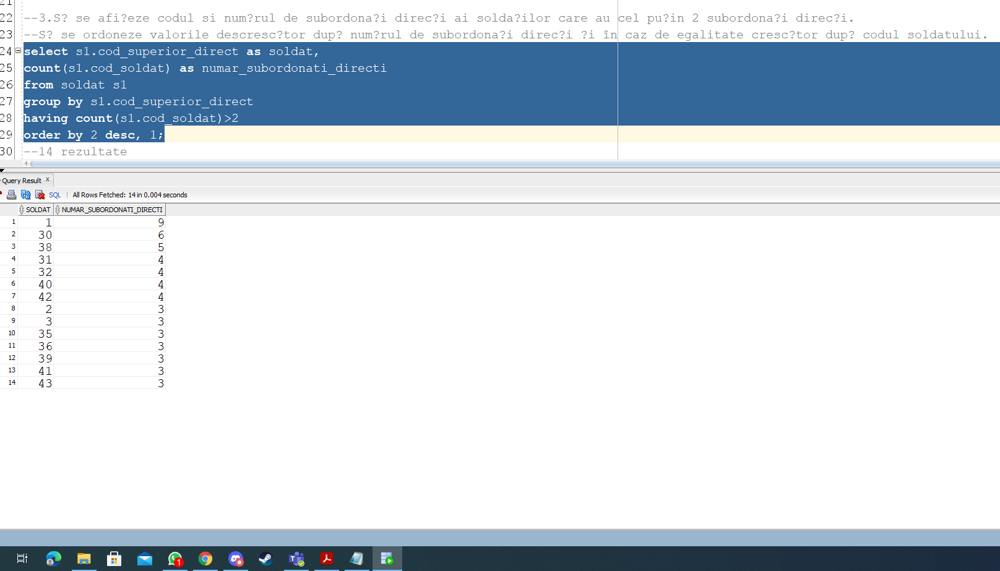 21
22 --3.S? se afi?eze codul si num?rul de subordona?i direc?i ai solda?ilor care au cel pu?in 2 subordona?i direc?i.
23 --S? se ordoneze valorile descresc?tor dup? num?rul de subordona?i direc?i ?i în caz de egalitate cresc?tor dup? codul soldatului.
24 select s1.cod_superior_direct as soldat,
25 count(s1.cod_soldat) as numar_subordonati_directi
26 from soldat s1
27 group by s1.cod_superior_direct
28 having count(s1.cod_soldat)>2
29 order by 2 desc, 1;
30 --14 rezultate
Query Result x
SQL | All Rows Fetched: 14 in 0.004 seconds
SOLDAT NUMAR_SUBORDONATI_DIRECTI
1 1 9
2 30 6
3 38 5
4 31 4
5 32 4
6 40 4
7 42 4
8 2 3
9 3 3
10 35 3
11 36 3
12 39 3
13 41 3
14 43 3
1